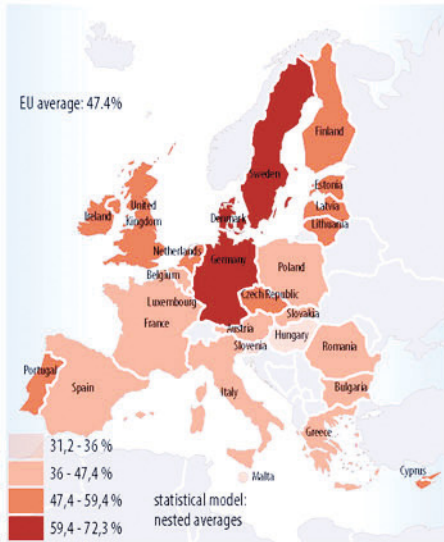 EU average: 47.4%
Finland
Sweden
Estonia
Latvia
Lithuania
Denmark
Ireland
United
Kingdom
Netherlands
Germany
Poland
Belgium
Luxembourg
Czech Republic
Slovakia
France
Austria
Hungary
Slovenia
Romania
Portugal
Spain
Italy
Bulgaria
Greece
Malta
Cyprus
31,2 - 36 %
36 - 47,4 %
47,4 - 59,4 %
59,4 - 72,3 %
statistical model:
nested averages